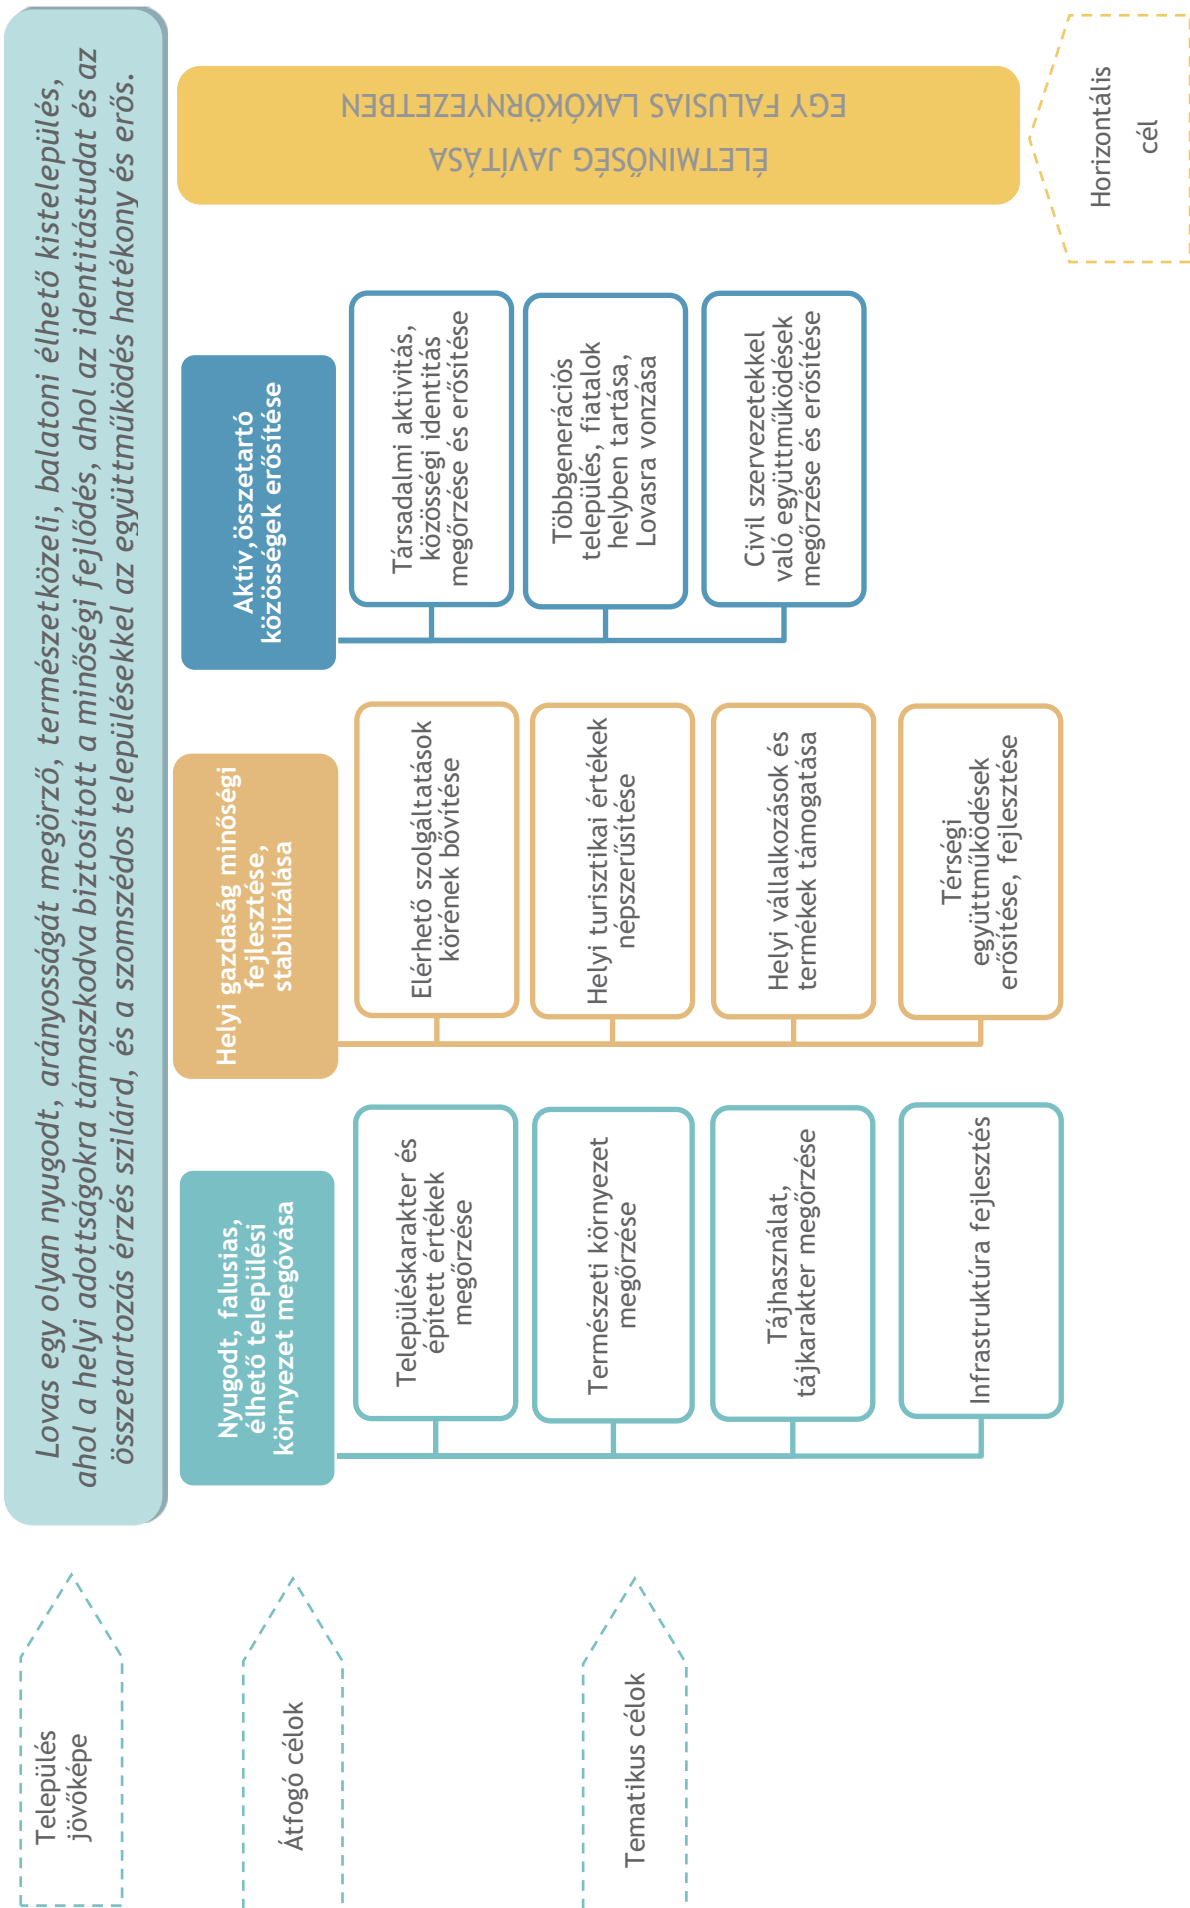 Település
jövőképe
Lovas egy olyan nyugodt, arányosságát megörző, természetközeli, balatoni élhető kistelepülés,
ahol a helyi adottságokra támaszkodva biztosított a minőségi fejlődés, ahol az identitástudat és az
összetartozás érzés szilárd, és a szomszédos településekkel az együttműködés hatékony és erős.
Átfogó célok
Nyugodt, falusias,
élhető települési
környezet megóvása
Helyi gazdaság minőségi
fejlesztése,
stabilizálása
Aktív,összetartó
közösségek erősítése
Tematikus célok
Településkarakter és
épített értékek
megőrzése
Természeti környezet
megőrzése
Tájhasználat,
tájkarakter megőrzése
Infrastruktúra fejlesztés
Elérhető szolgáltatások
körének bővítése
Helyi turisztikai értékek
népszerűsítése
Helyi vállalkozások és
termékek támogatása
Térségi
együttműködések
erősítése, fejlesztése
Társadalmi aktivitás,
közösségi identitás
megőrzése és erősítése
Többgenerációs
település, fiatalok
helyben tartása,
Lovasra vonzása
Civil szervezetekkel
való együttműködések
megőrzése és erősítése
ÉLETMINŐSÉG JAVÍTÁSA
EGY FALUSIAS LAKÓKÖRNYEZETBEN
Horizontális
cél